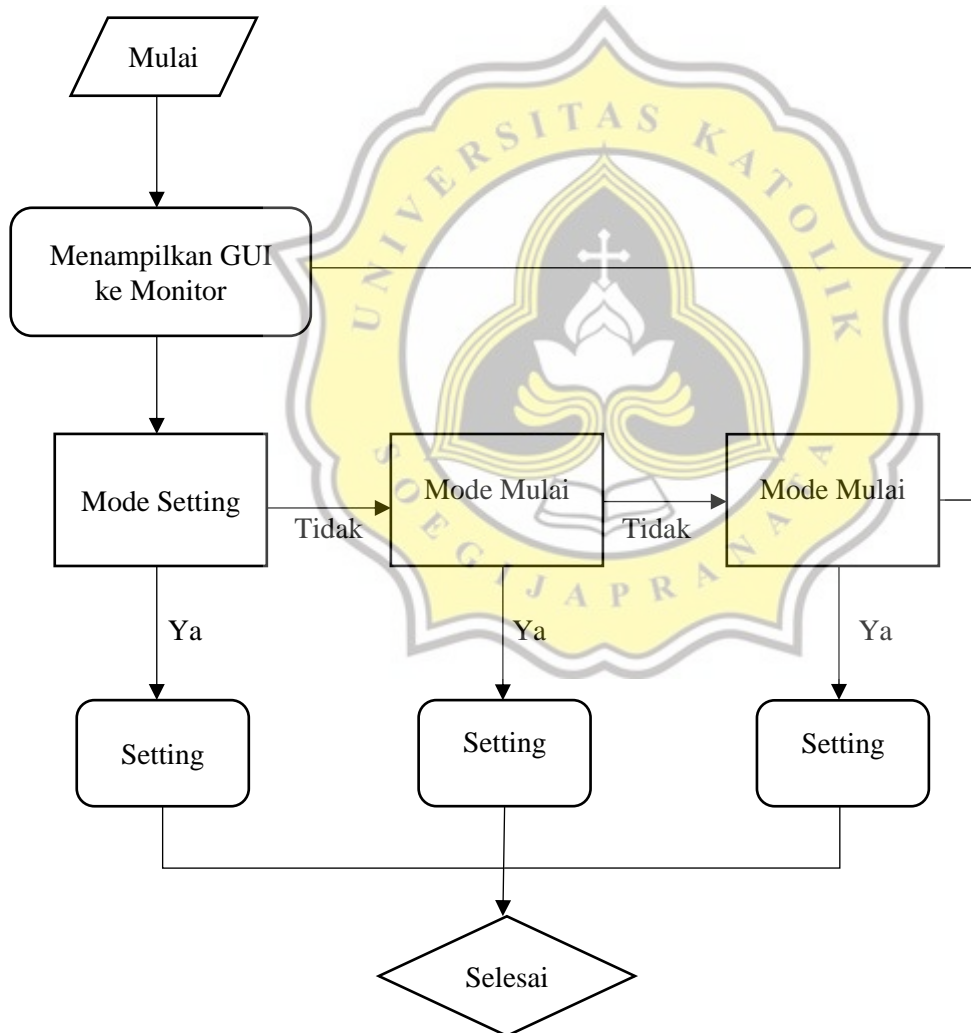 Mulai
UNIVERSITAS KATOLIK
Menampilkan GUI
ke Monitor
Mode Setting
Tidak
Mode Mulai
Tidak
Mode Mulai
SOEGIJAPRANATA
Ya
Ya
Ya
Setting
Setting
Setting
Selesai